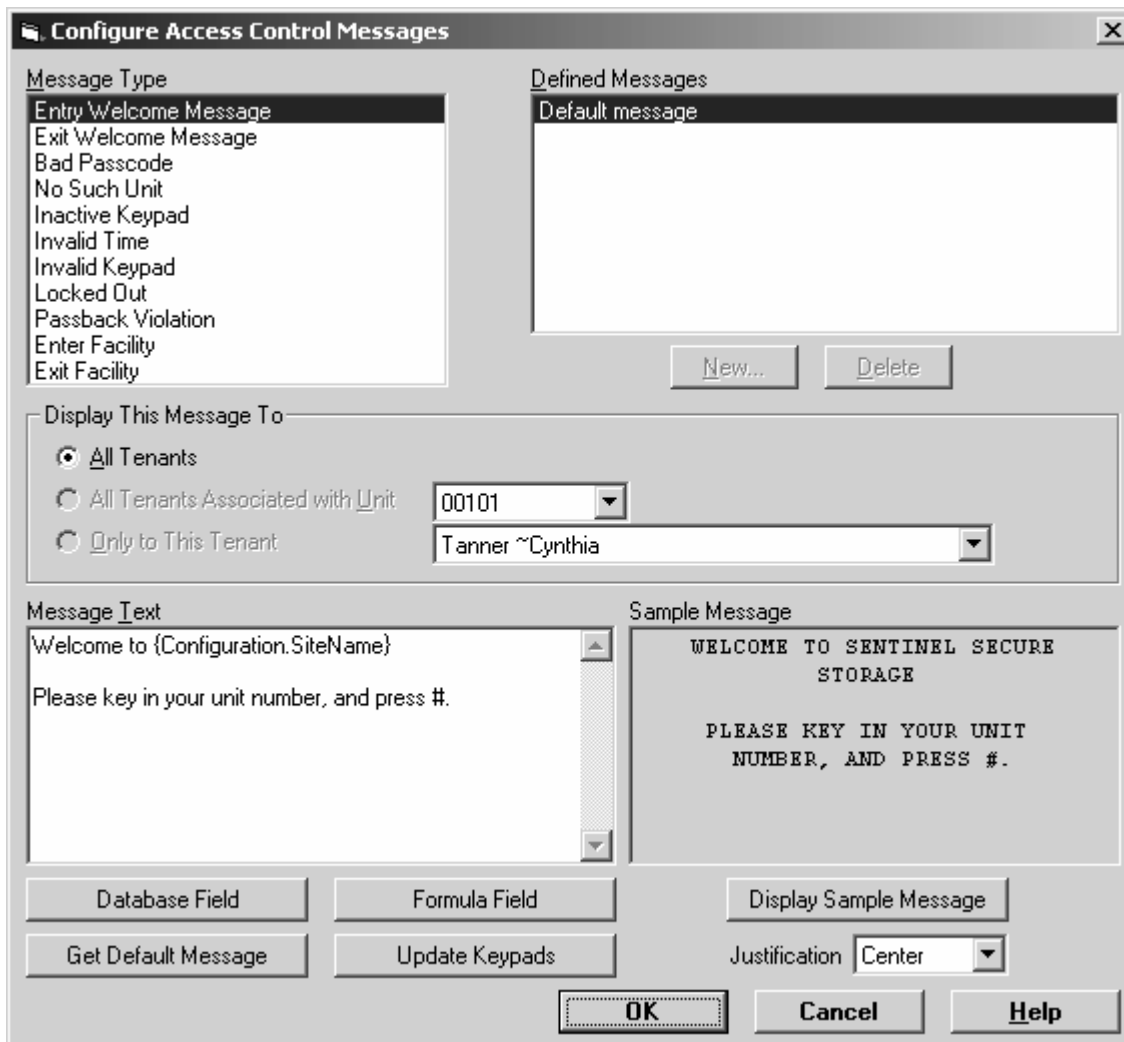 Configure Access Control Messages
Message Type
Entry Welcome Message
Exit Welcome Message
Bad Passcode
No Such Unit
Inactive Keypad
Invalid Time
Invalid Keypad
Locked Out
Passback Violation
Enter Facility
Exit Facility
Defined Messages
Default message
New...
Delete
Display This Message To
All Tenants
All Tenants Associated with Unit
00101
Only to This Tenant
Tanner ~Cynthia
Message Text
Welcome to {Configuration.SiteName}
Please key in your unit number, and press #.
Sample Message
WELCOME TO SENTINEL SECURE
STORAGE
PLEASE KEY IN YOUR UNIT
NUMBER, AND PRESS #.
Database Field
Formula Field
Display Sample Message
Get Default Message
Update Keypads
Justification
Center
OK
Cancel
Help